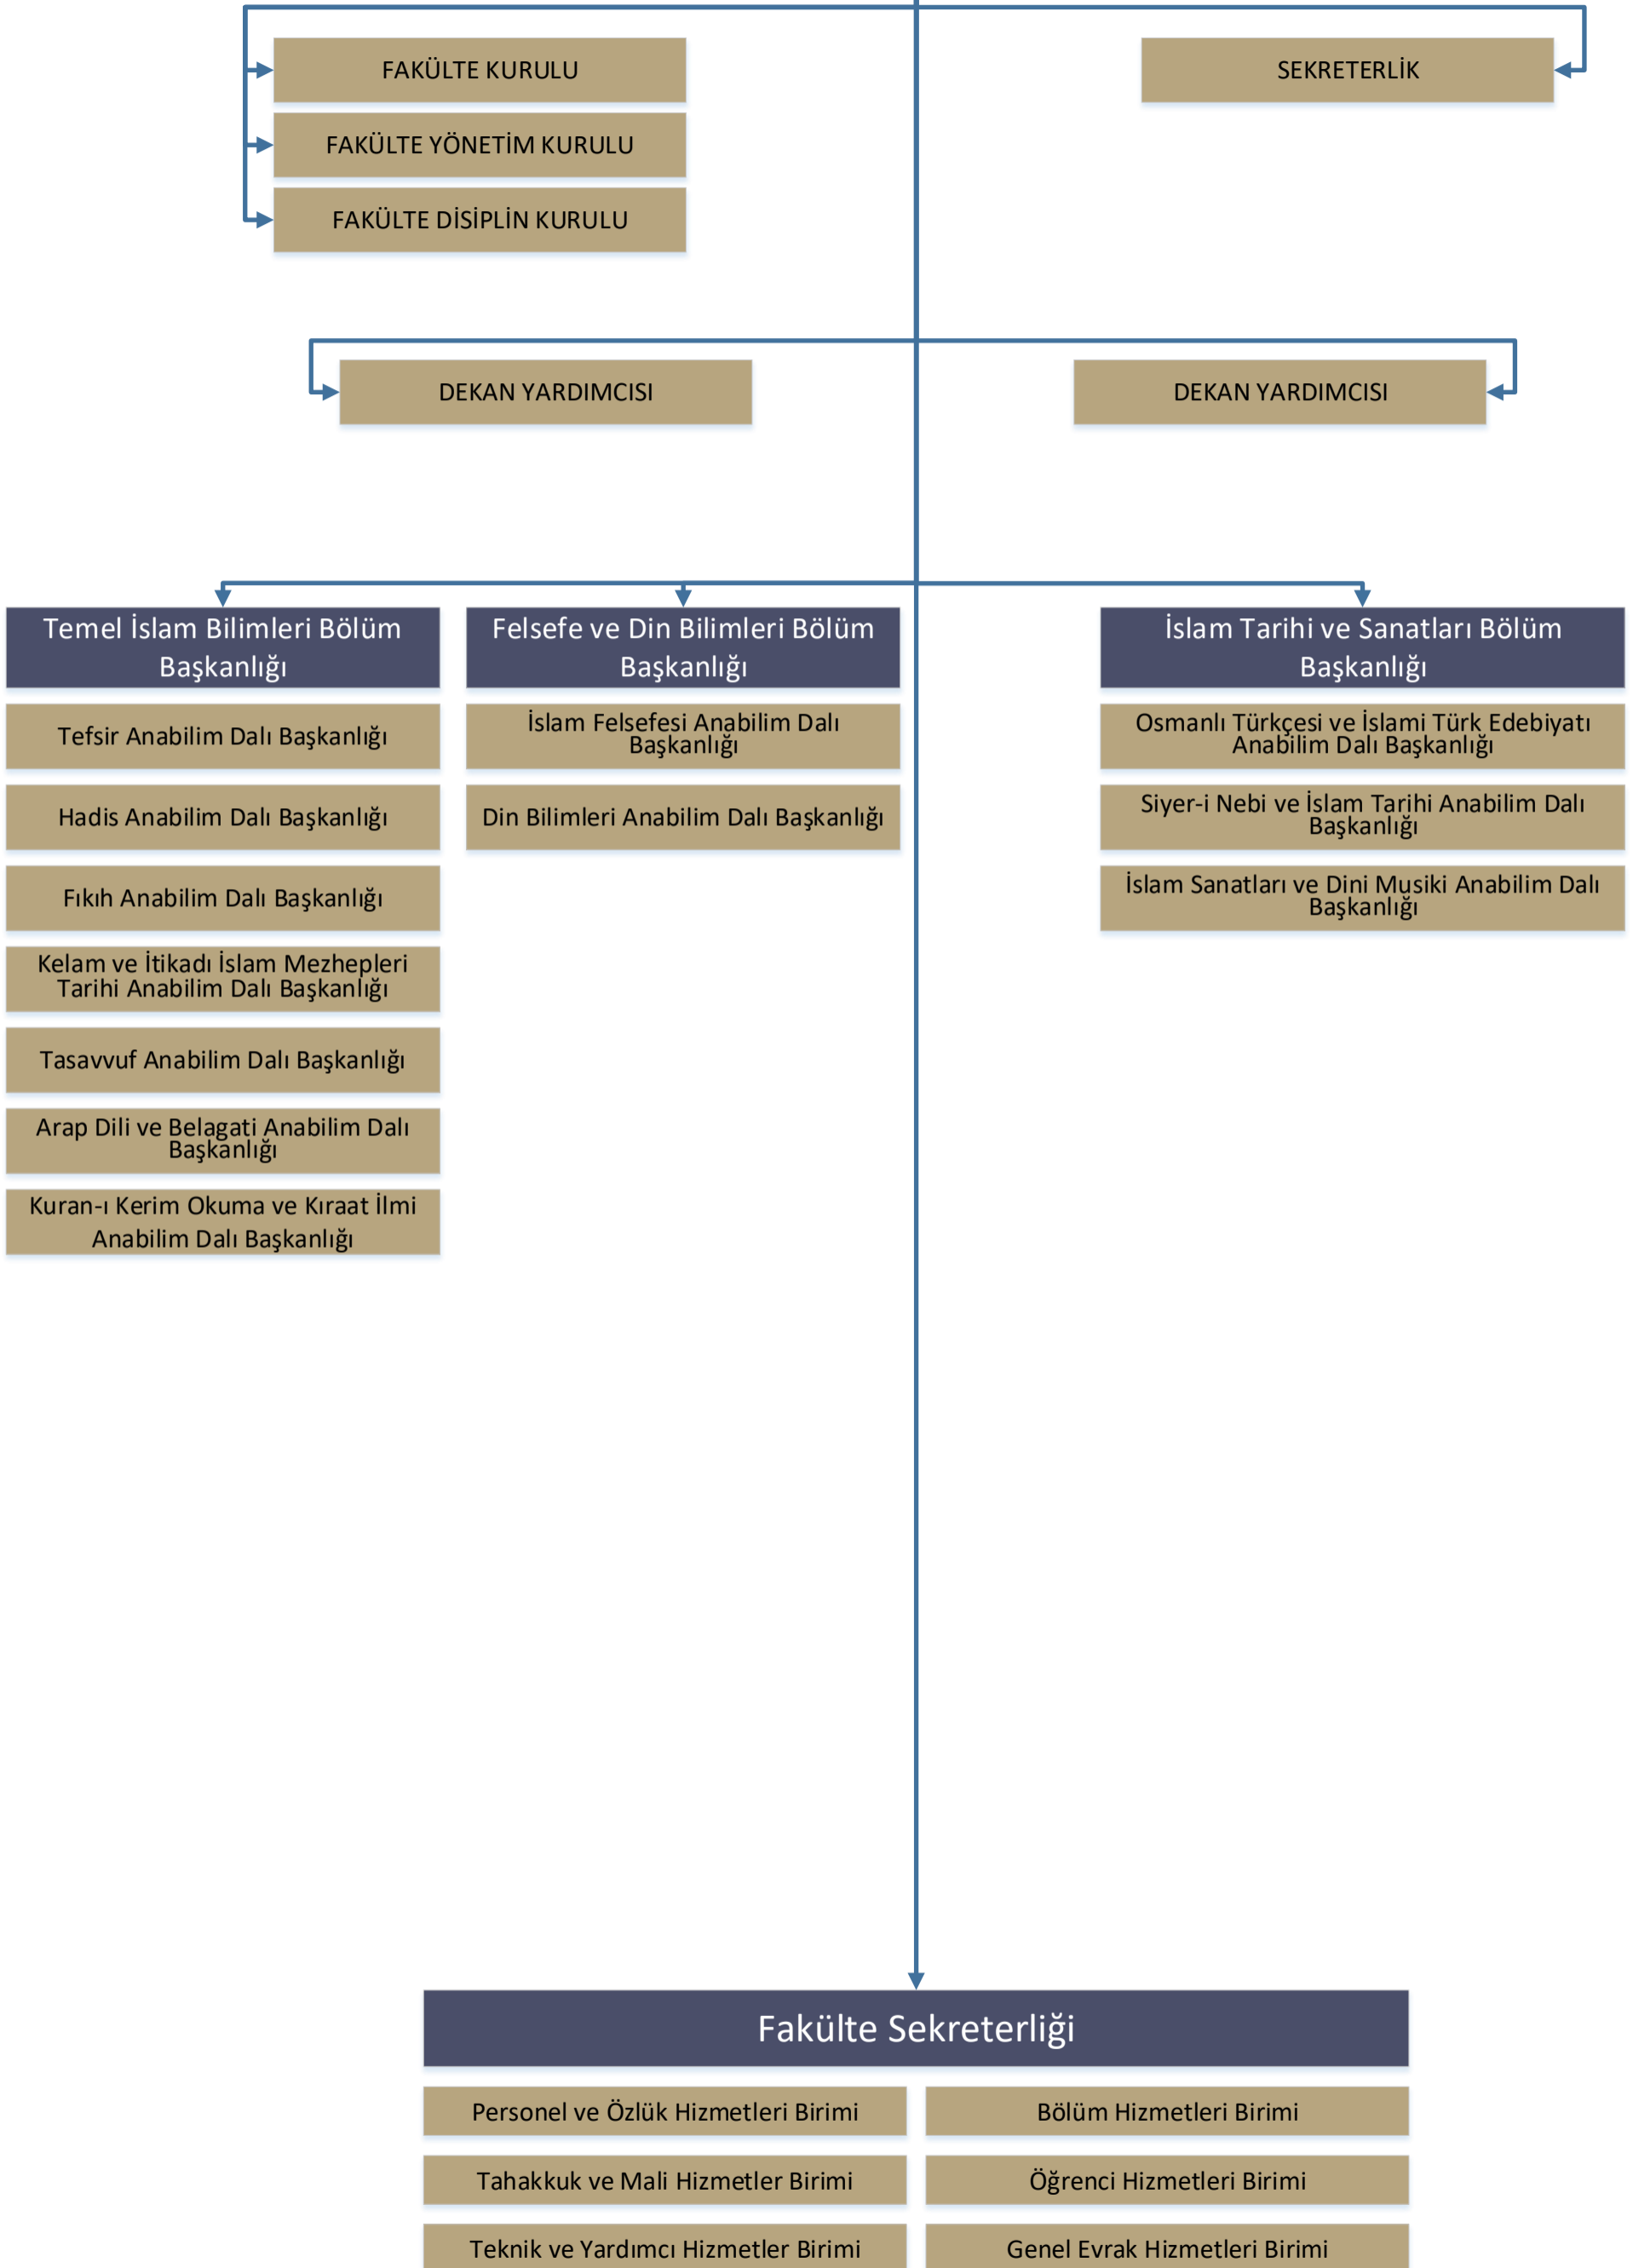 FAKÜLTE KURULU
SEKRETERLİK
FAKÜLTE YÖNETİM KURULU
FAKÜLTE DİSİPLİN KURULU
DEKAN YARDIMCISI
DEKAN YARDIMCISI
Temel İslam Bilimleri Bölüm
Başkanlığı
Tefsir Anabilim Dalı Başkanlığı
Hadis Anabilim Dalı Başkanlığı
Fıkıh Anabilim Dalı Başkanlığı
Kelam ve İtikadı İslam Mezhepleri
Tarihi Anabilim Dalı Başkanlığı
Tasavvuf Anabilim Dalı Başkanlığı
Arap Dili ve Belagati Anabilim Dalı
Başkanlığı
Kuran-ı Kerim Okuma ve Kıraat İlmi
Anabilim Dalı Başkanlığı
Felsefe ve Din Bilimleri Bölüm
Başkanlığı
İslam Felsefesi Anabilim Dalı
Başkanlığı
Din Bilimleri Anabilim Dalı Başkanlığı
İslam Tarihi ve Sanatları Bölüm
Başkanlığı
Osmanlı Türkçesi ve İslami Türk Edebiyatı
Anabilim Dalı Başkanlığı
Siyer-i Nebi ve İslam Tarihi Anabilim Dalı
Başkanlığı
İslam Sanatları ve Dini Musiki Anabilim Dalı
Başkanlığı
Fakülte Sekreterliği
Personel ve Özlük Hizmetleri Birimi
Bölüm Hizmetleri Birimi
Tahakkuk ve Mali Hizmetler Birimi
Öğrenci Hizmetleri Birimi
Teknik ve Yardımcı Hizmetler Birimi
Genel Evrak Hizmetleri Birimi